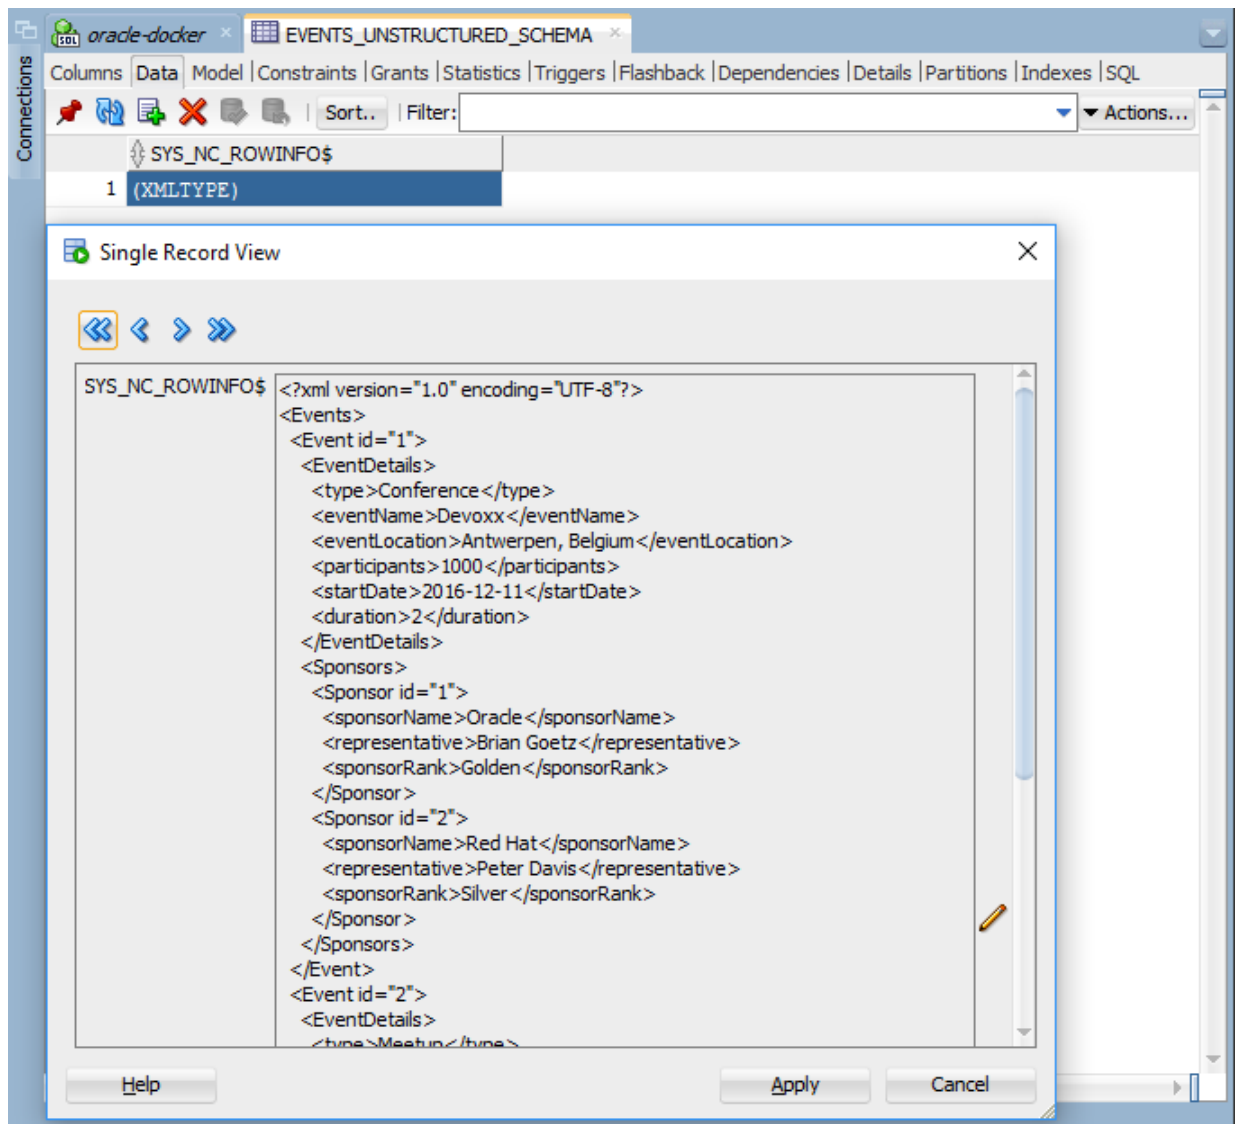 oracle-docker × EVENTS_UNSTRUCTURED_SCHEMA ×
Connections
Columns Data Model Constraints Grants Statistics Triggers Flashback Dependencies Details Partitions Indexes SQL
Sort.. Filter: Actions...
SYS_NC_ROWINFO$
1 (XMLTYPE)
Single Record View
SYS_NC_ROWINFO$ <?xml version="1.0" encoding="UTF-8"?>
<Events>
<Event id="1">
<EventDetails>
<type>Conference</type>
<eventName>Devoxx</eventName>
<eventLocation>Antwerpen, Belgium</eventLocation>
<participants>1000</participants>
<startDate>2016-12-11</startDate>
<duration>2</duration>
</EventDetails>
<Sponsors>
<Sponsor id="1">
<sponsorName>Oracle</sponsorName>
<representative>Brian Goetz</representative>
<sponsorRank>Golden</sponsorRank>
</Sponsor>
<Sponsor id="2">
<sponsorName>Red Hat</sponsorName>
<representative>Peter Davis</representative>
<sponsorRank>Silver</sponsorRank>
</Sponsor>
</Sponsors>
</Event>
<Event id="2">
<EventDetails>
<type>Meetup</type>
Help Apply Cancel